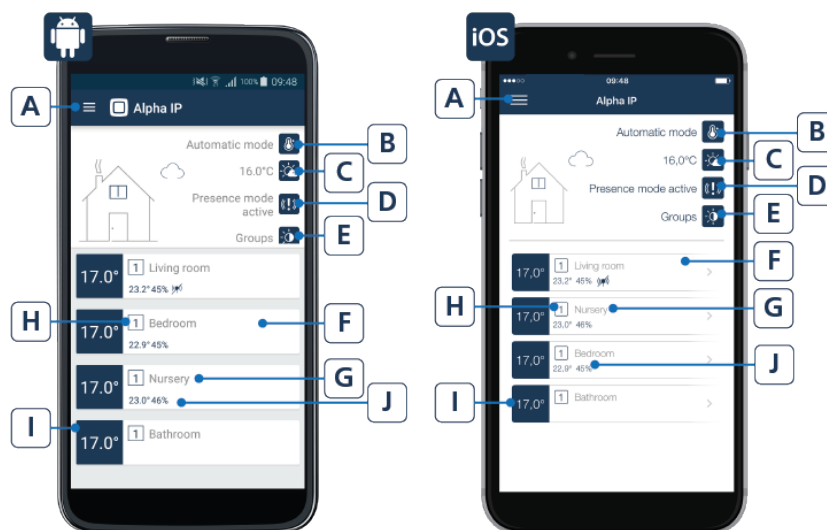 iOS
100% 09:48
Alpha IP
A
Automatic mode
B
16.0°C
C
Presence mode
active
D
Groups
E
17.0° 1 Living room
23.2° 45%
H
17.0° 1 Bedroom
22.9° 45%
F
17.0° 1 Nursery
23.0° 46%
G
J
I
17.0° 1 Bathroom
09:48
A
Alpha IP
Automatic mode
B
16,0°C
C
Presence mode active
D
Groups
E
17,0° 1 Living room
23,2° 45%
F
H
17,0° 1 Nursery
23,0° 46%
G
17,0° 1 Bedroom
22,9° 45%
J
I
17,0° 1 Bathroom